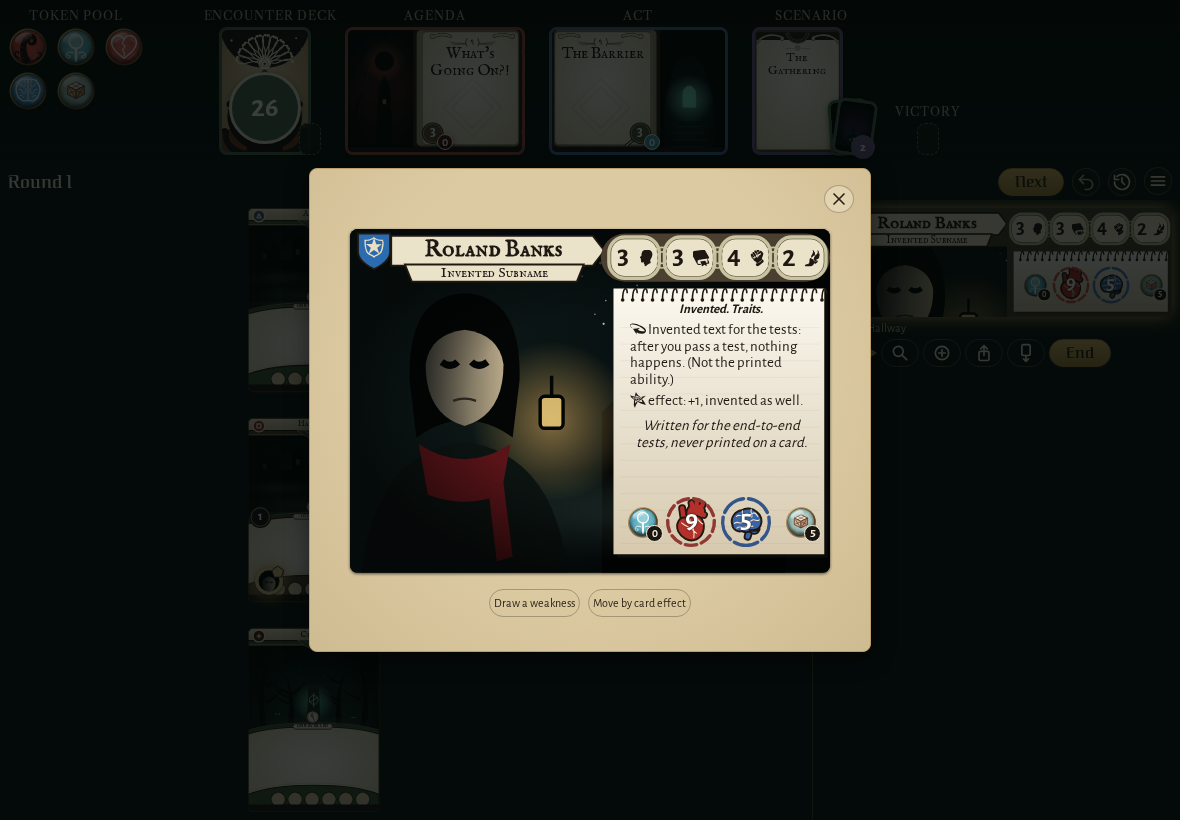 TOKEN POOL
ENCOUNTER DECK
AGENDA
ACT
SCENARIO
26
What's
Going On?!
3
0
The Barrier
3
0
The
Gathering
2
VICTORY
Round 1
Next
Roland Banks
Invented Subname
3 3 4 2
0 9 5 5
Hallway
End
1
Roland Banks
Invented Subname
3 3 4 2
Invented. Traits.
Invented text for the tests:
after you pass a test, nothing
happens. (Not the printed
ability.)
effect: +1, invented as well.
Written for the end-to-end
tests, never printed on a card.
0 9 5 5
Draw a weakness
Move by card effect